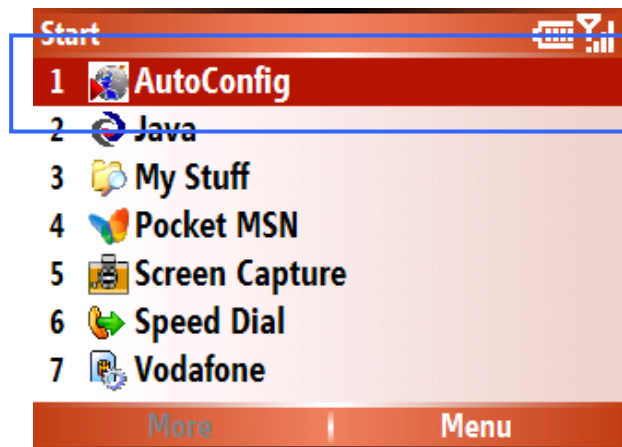 Start
1 AutoConfig
2 Java
3 My Stuff
4 Pocket MSN
5 Screen Capture
6 Speed Dial
7 Vodafone
More Menu